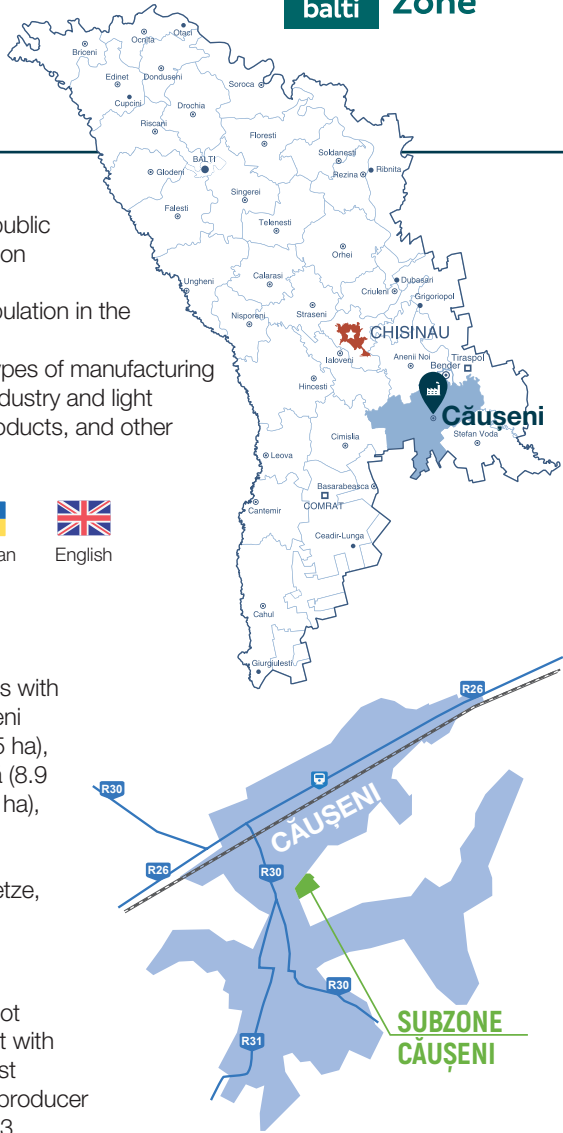 balti
Zone
Otaci
Ocnita
Briceni
Edinet
Donduseni
Cupcini
Soroca
Drochia
Riscani
Floresti
Soldanesti
BALTI
Glodeni
Rezina
Ribnita
Singerei
Falesti
Telenesti
Orhei
Ungheni
Calarasi
Dubasari
Criuleni
Grigoriopol
Nisporeni
Straseni
CHISINAU
Ialoveni
Anenii Noi
Tiraspol
Bender
Hincesti
Căușeni
Cimislia
Stefan Voda
Leova
Basarabeasca
COMRAT
Cantemir
Ceadir-Lunga
Cahul
Giurgiulesti
public
on
pulation in the
ypes of manufacturing
dustry and light
oducts, and other
an
English
s with
eni
5 ha),
a (8.9
ha),
etze,
ot
t with
st
producer
3
R26
R30
CĂUȘENI
R26
R30
R30
R31
SUBZONE
CĂUȘENI